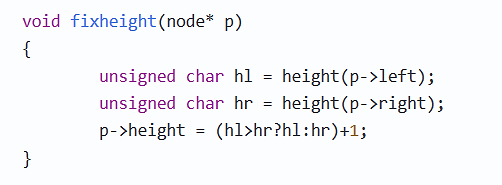 void fixheight(node* p)
{
        unsigned char hl = height(p->left);
        unsigned char hr = height(p->right);
        p->height = (hl>hr?hl:hr)+1;
}